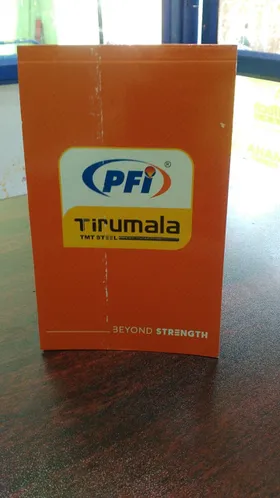 PFi ®
Tirumala
TMT STEEL
BEYOND STRENGTH